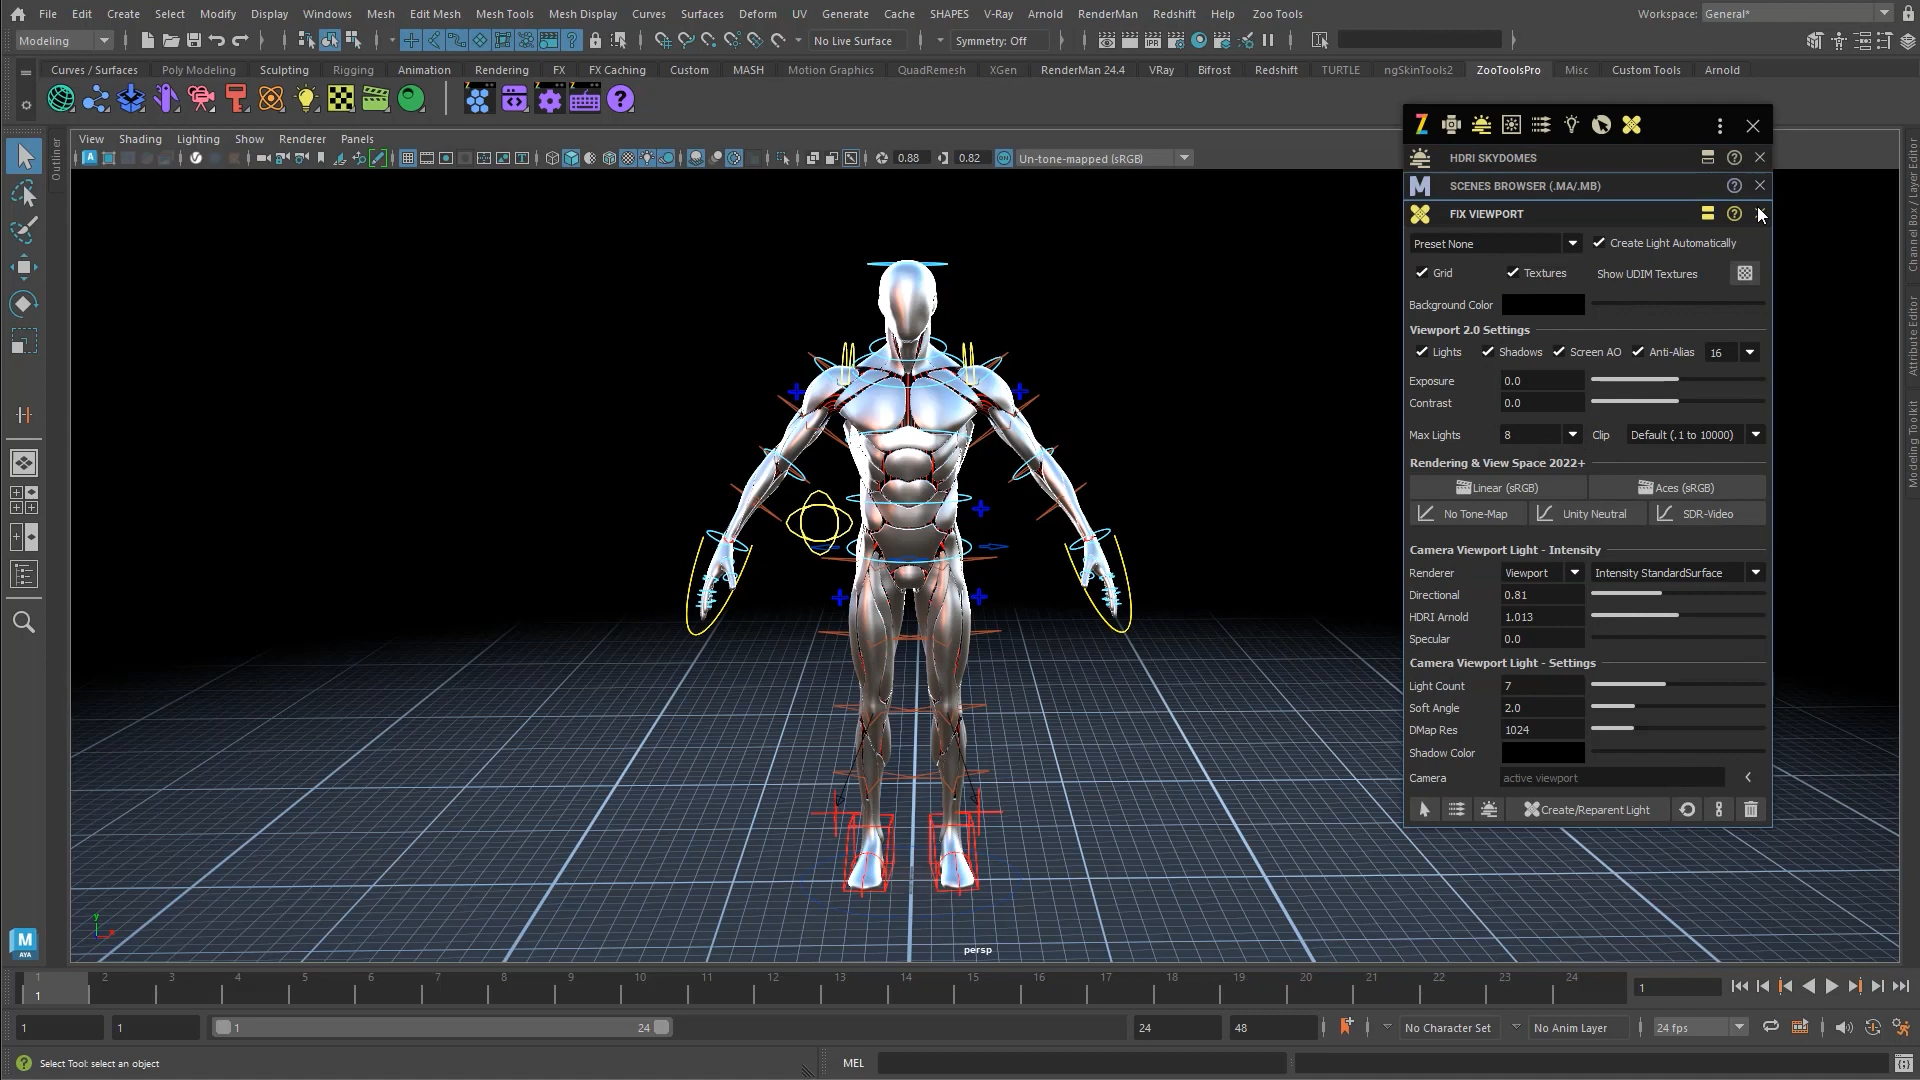 File Edit Create Select Modify Display Windows Mesh Edit Mesh Mesh Tools Mesh Display Curves Surfaces Deform UV Generate Cache SHAPES V-Ray Arnold RenderMan Redshift Help Zoo Tools Workspace: General*
Modeling No Live Surface Symmetry: Off
Curves / Surfaces Poly Modeling Sculpting Rigging Animation Rendering FX FX Caching Custom MASH Motion Graphics QuadRemesh XGen RenderMan 24.4 VRay Bifrost Redshift TURTLE ngSkinTools2 ZooToolsPro Misc Custom Tools Arnold
View Shading Lighting Show Renderer Panels
0.88 0.82 Un-tone-mapped (sRGB)
Outliner
HDRI SKYDOMES
SCENES BROWSER (.MA/.MB)
FIX VIEWPORT
Preset None Create Light Automatically
Grid Textures Show UDIM Textures
Background Color
Viewport 2.0 Settings
Lights Shadows Screen AO Anti-Alias 16
Exposure 0.0
Contrast 0.0
Max Lights 8 Clip Default (.1 to 10000)
Rendering & View Space 2022+
Linear (sRGB) Aces (sRGB)
No Tone-Map Unity Neutral SDR-Video
Camera Viewport Light - Intensity
Renderer Viewport Intensity StandardSurface
Directional 0.81
HDRI Arnold 1.013
Specular 0.0
Camera Viewport Light - Settings
Light Count 7
Soft Angle 2.0
DMap Res 1024
Shadow Color
Camera active viewport
Create/Reparent Light
Channel Box / Layer Editor
Attribute Editor
Modeling Toolkit
y
persp
M
AYA
1 2 3 4 5 6 7 8 9 10 11 12 13 14 15 16 17 18 19 20 21 22 23 24
1 1
1 1 1 24 24 48 No Character Set No Anim Layer 24 fps
Select Tool: select an object MEL